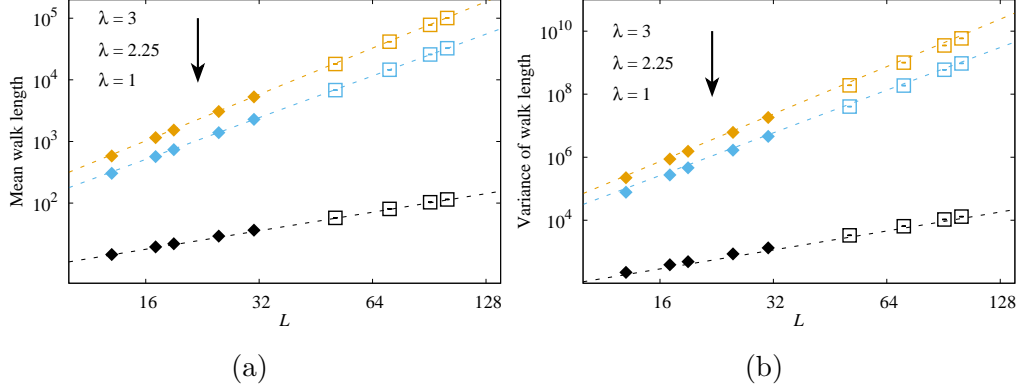 10^5
10^4
10^3
10^2
Mean walk length
λ = 3
λ = 2.25
λ = 1
16
32
64
128
L
(a)
10^10
10^8
10^6
10^4
Variance of walk length
λ = 3
λ = 2.25
λ = 1
16
32
64
128
L
(b)